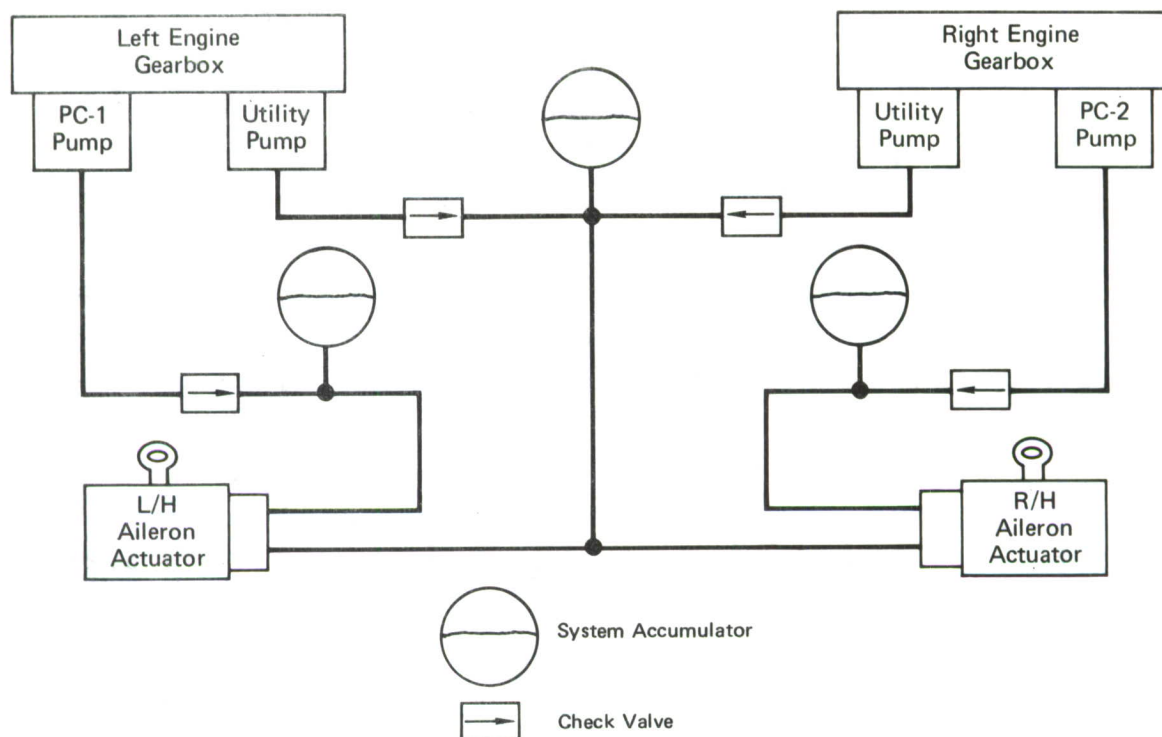 Left Engine
Gearbox
PC-1
Pump
Utility
Pump
Right Engine
Gearbox
Utility
Pump
PC-2
Pump
L/H
Aileron
Actuator
R/H
Aileron
Actuator
System Accumulator
Check Valve